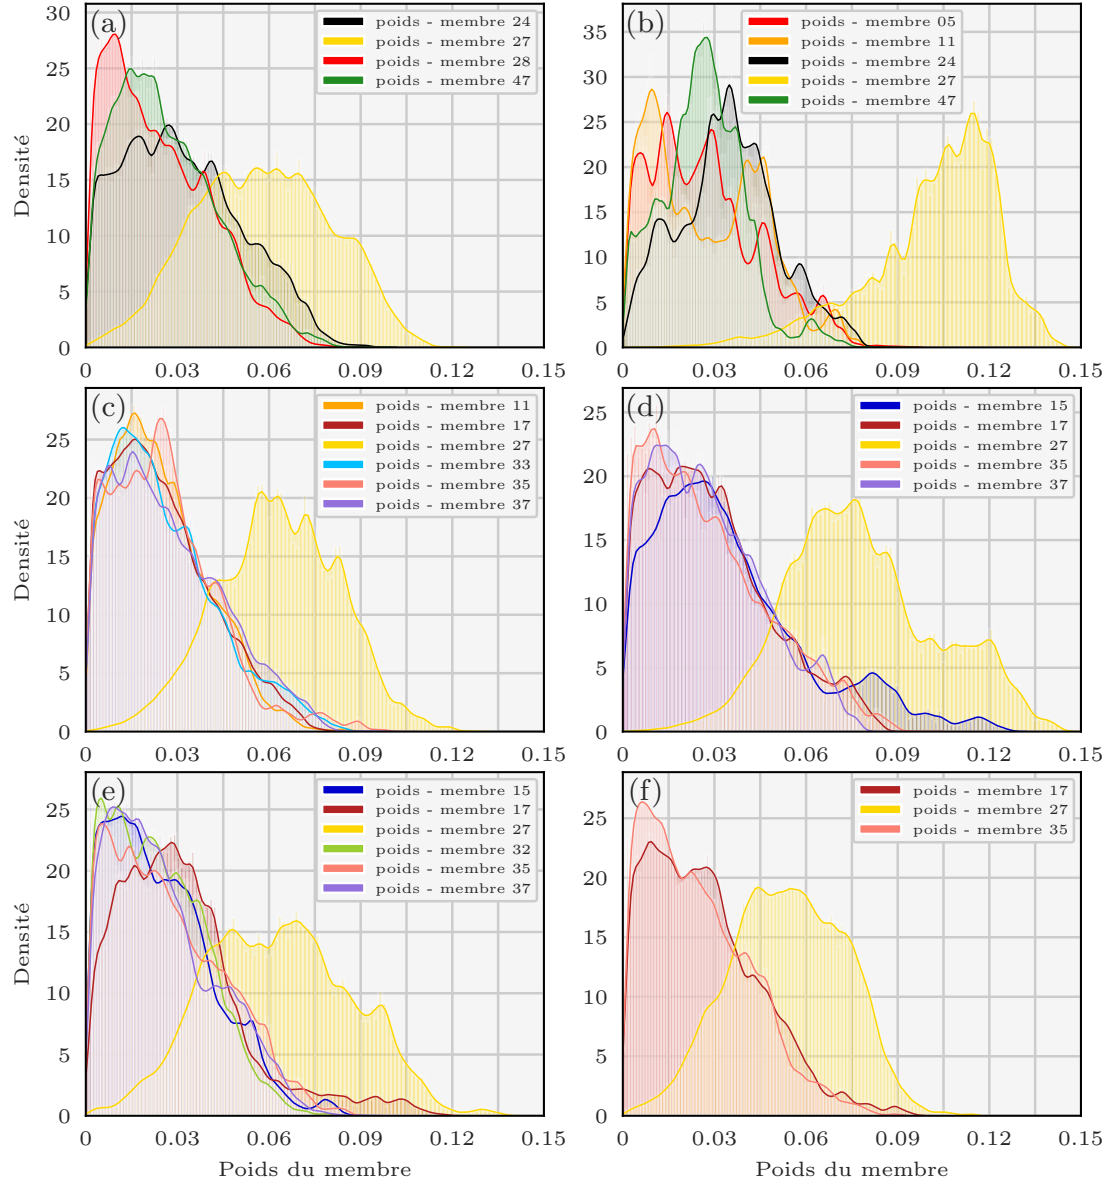 (a)
poids - membre 24
poids - membre 27
poids - membre 28
poids - membre 47
Densité
30
25
20
15
10
5
0
0 0.03 0.06 0.09 0.12 0.15
(b)
poids - membre 05
poids - membre 11
poids - membre 24
poids - membre 27
poids - membre 47
35
30
25
20
15
10
5
0
0 0.03 0.06 0.09 0.12 0.15
(c)
poids - membre 11
poids - membre 17
poids - membre 27
poids - membre 33
poids - membre 35
poids - membre 37
Densité
25
20
15
10
5
0
0 0.03 0.06 0.09 0.12 0.15
(d)
poids - membre 15
poids - membre 17
poids - membre 27
poids - membre 35
poids - membre 37
25
20
15
10
5
0
0 0.03 0.06 0.09 0.12 0.15
(e)
poids - membre 15
poids - membre 17
poids - membre 27
poids - membre 32
poids - membre 35
poids - membre 37
Densité
25
20
15
10
5
0
0 0.03 0.06 0.09 0.12 0.15
Poids du membre
(f)
poids - membre 17
poids - membre 27
poids - membre 35
25
20
15
10
5
0
0 0.03 0.06 0.09 0.12 0.15
Poids du membre